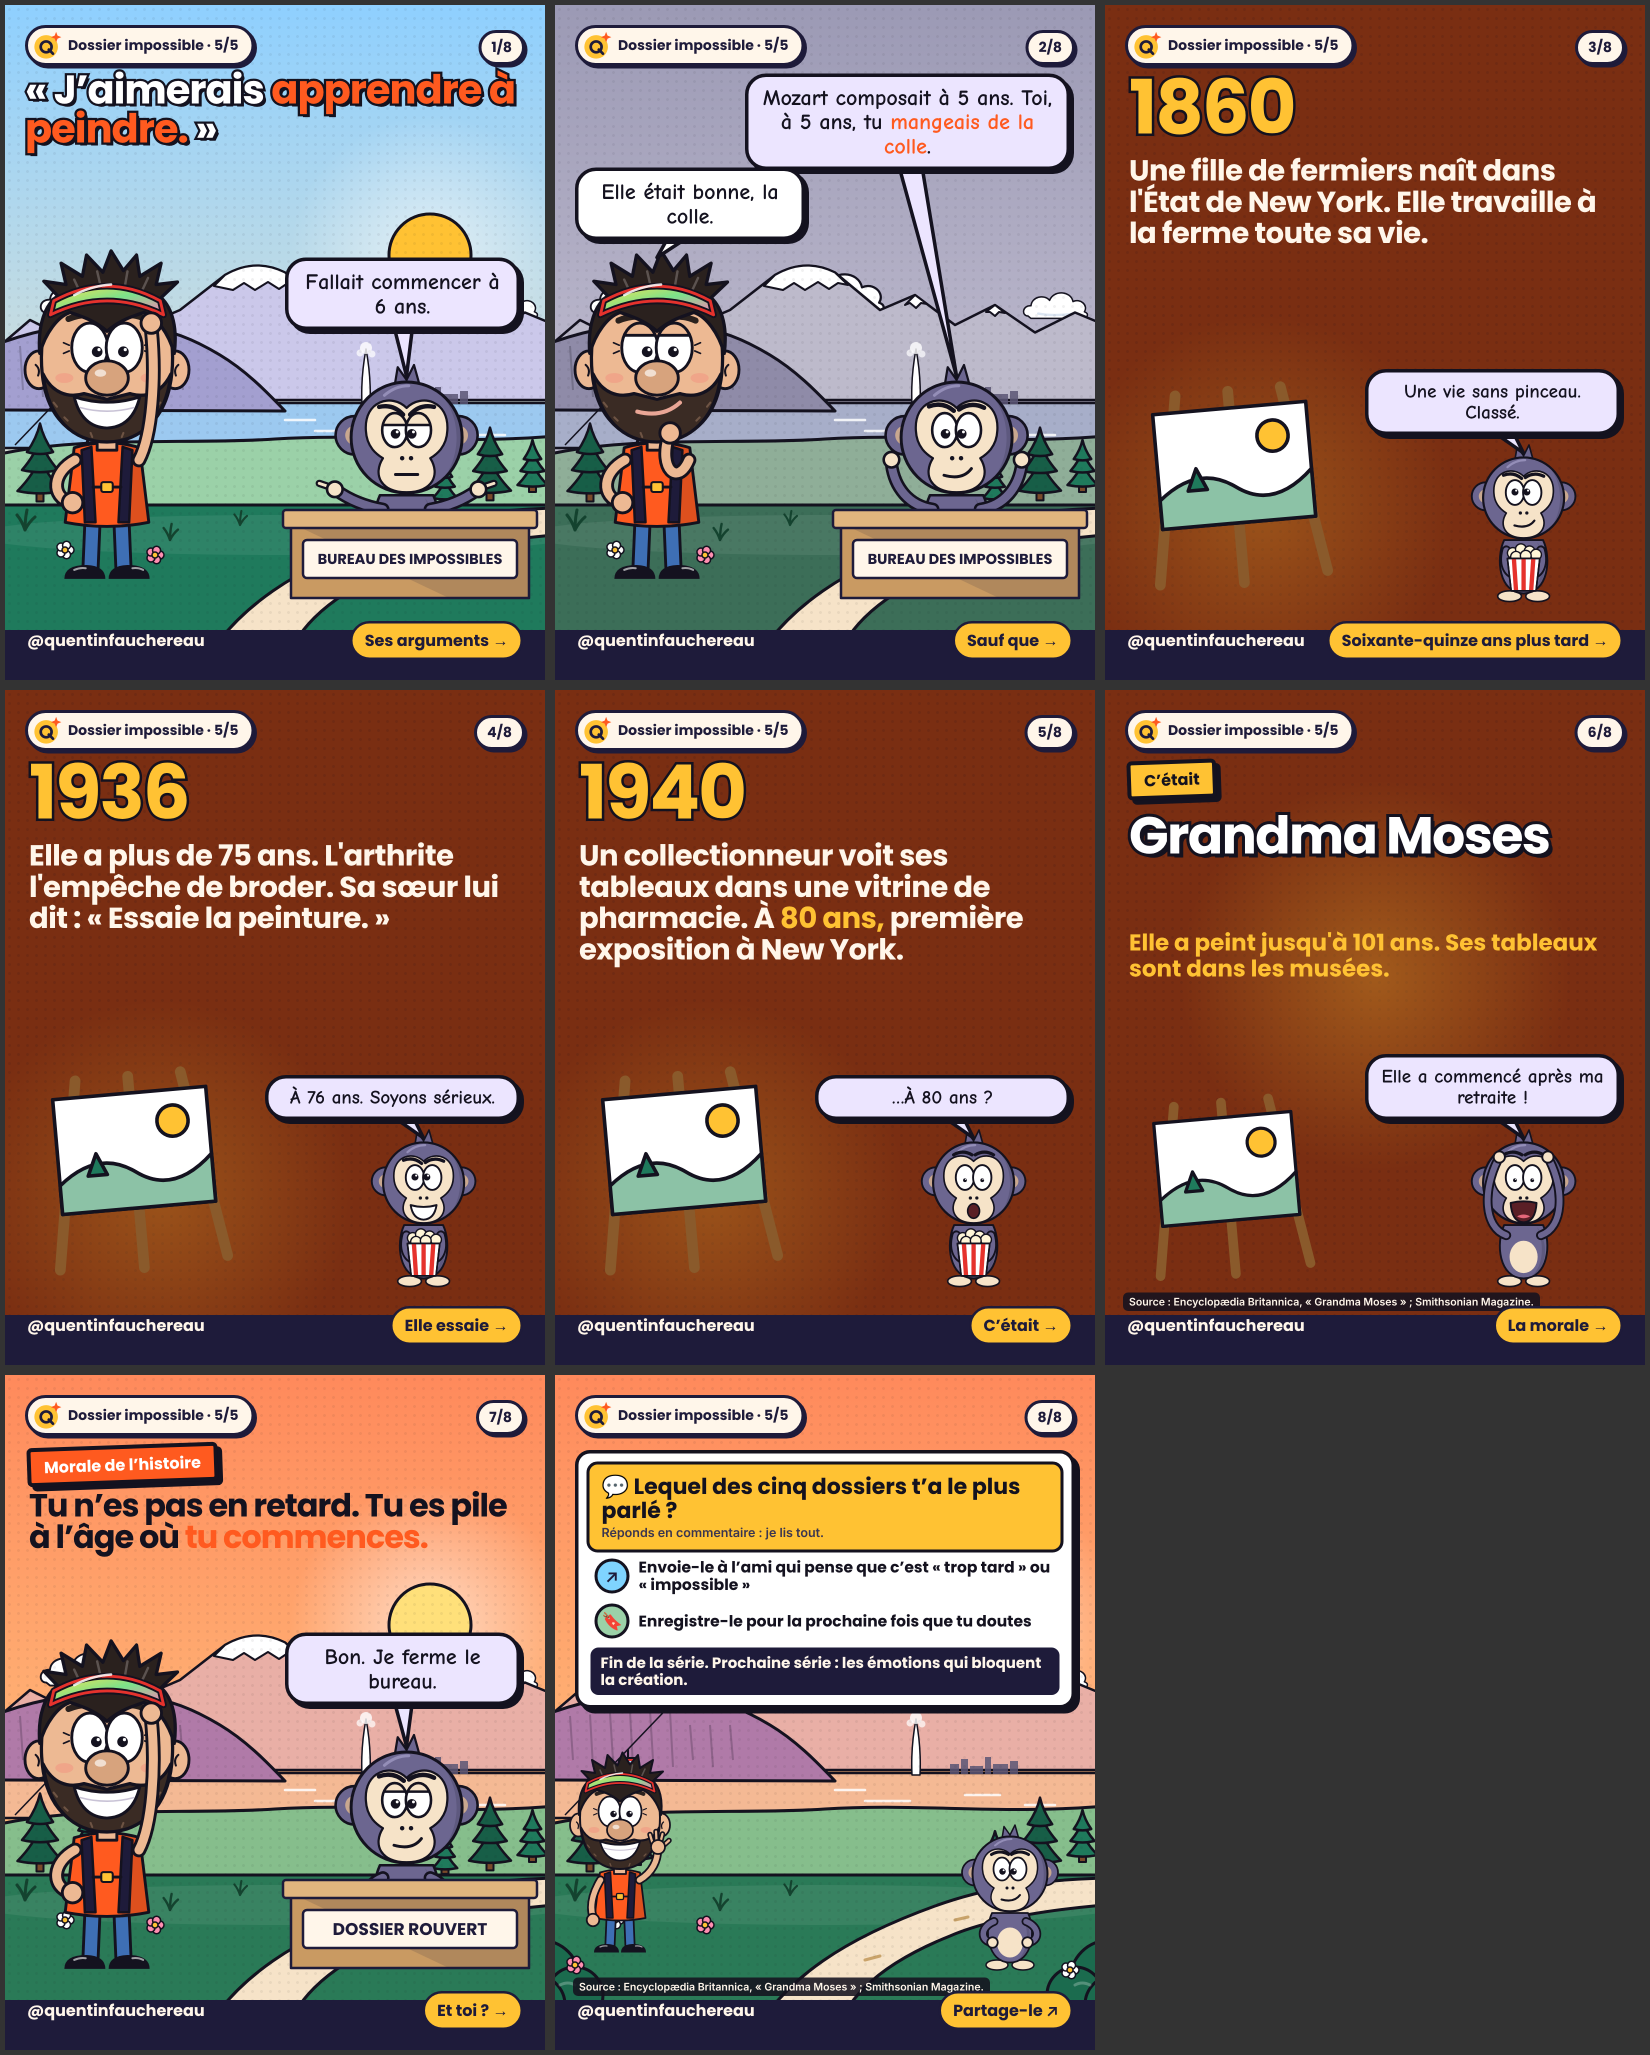 Dossier impossible · 5/5
1/8
« J’aimerais apprendre à
peindre. »
Fallait commencer à
6 ans.
BUREAU DES IMPOSSIBLES
@quentinfauchereau
Ses arguments →
Dossier impossible · 5/5
2/8
Mozart composait à 5 ans. Toi,
à 5 ans, tu mangeais de la
colle.
Elle était bonne, la
colle.
BUREAU DES IMPOSSIBLES
@quentinfauchereau
Sauf que →
Dossier impossible · 5/5
3/8
1860
Une fille de fermiers naît dans
l'État de New York. Elle travaille à
la ferme toute sa vie.
Une vie sans pinceau.
Classé.
@quentinfauchereau
Soixante-quinze ans plus tard →
Dossier impossible · 5/5
4/8
1936
Elle a plus de 75 ans. L'arthrite
l'empêche de broder. Sa sœur lui
dit : « Essaie la peinture. »
À 76 ans. Soyons sérieux.
@quentinfauchereau
Elle essaie →
Dossier impossible · 5/5
5/8
1940
Un collectionneur voit ses
tableaux dans une vitrine de
pharmacie. À 80 ans, première
exposition à New York.
...À 80 ans ?
@quentinfauchereau
C’était →
Dossier impossible · 5/5
6/8
C’était
Grandma Moses
Elle a peint jusqu'à 101 ans. Ses tableaux
sont dans les musées.
Elle a commencé après ma
retraite !
Source : Encyclopædia Britannica, « Grandma Moses » ; Smithsonian Magazine.
@quentinfauchereau
La morale →
Dossier impossible · 5/5
7/8
Morale de l’histoire
Tu n’es pas en retard. Tu es pile
à l’âge où tu commences.
Bon. Je ferme le
bureau.
DOSSIER ROUVERT
@quentinfauchereau
Et toi ? →
Dossier impossible · 5/5
8/8
💬 Lequel des cinq dossiers t’a le plus
parlé ?
Réponds en commentaire : je lis tout.
Envoie-le à l’ami qui pense que c’est « trop tard » ou
« impossible »
Enregistre-le pour la prochaine fois que tu doutes
Fin de la série. Prochaine série : les émotions qui bloquent
la création.
Source : Encyclopædia Britannica, « Grandma Moses » ; Smithsonian Magazine.
@quentinfauchereau
Partage-le ↗